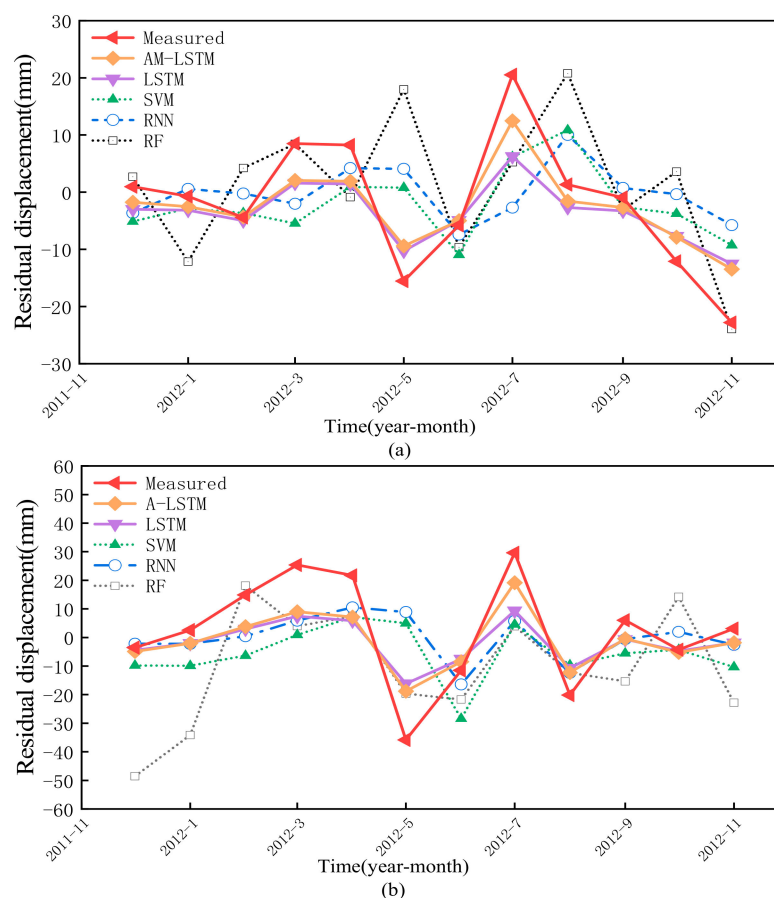 30
20
10
0
−10
−20
−30
Residual displacement(mm)
Measured
AM-LSTM
LSTM
SVM
RNN
RF
2011-11
2012-1
2012-3
2012-5
2012-7
2012-9
2012-11
Time(year-month)
(a)
60
50
40
30
20
10
0
−10
−20
−30
−40
−50
−60
Residual displacement(mm)
Measured
A-LSTM
LSTM
SVM
RNN
RF
2011-11
2012-1
2012-3
2012-5
2012-7
2012-9
2012-11
Time(year-month)
(b)